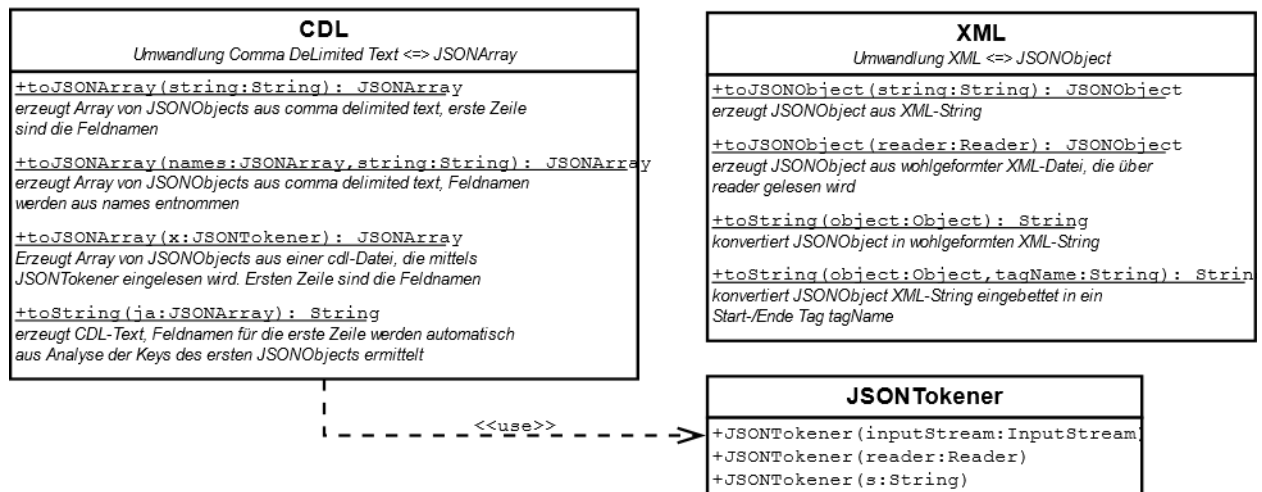 CDL
Umwandlung Comma DeLimited Text <=> JSONArray
+toJSONArray(string:String): JSONArray
erzeugt Array von JSONObjects aus comma delimited text, erste Zeile
sind die Feldnamen
+toJSONArray(names:JSONArray,string:String): JSONArray
erzeugt Array von JSONObjects aus comma delimited text, Feldnamen
werden aus names entnommen
+toJSONArray(x:JSONTokener): JSONArray
Erzeugt Array von JSONObjects aus einer cdl-Datei, die mittels
JSONTokener eingelesen wird. Ersten Zeile sind die Feldnamen
+toString(ja:JSONArray): String
erzeugt CDL-Text, Feldnamen für die erste Zeile werden automatisch
aus Analyse der Keys des ersten JSONObjects ermittelt
XML
Umwandlung XML <=> JSONObject
+toJSONObject(string:String): JSONObject
erzeugt JSONObject aus XML-String
+toJSONObject(reader:Reader): JSONObject
erzeugt JSONObject aus wohlgeformter XML-Datei, die über
reader gelesen wird
+toString(object:Object): String
konvertiert JSONObject in wohlgeformten XML-String
+toString(object:Object,tagName:String): Strin
konvertiert JSONObject XML-String eingebettet in ein
Start-/Ende Tag tagName
<<use>>
JSONTokener
+JSONTokener(inputStream:InputStream)
+JSONTokener(reader:Reader)
+JSONTokener(s:String)